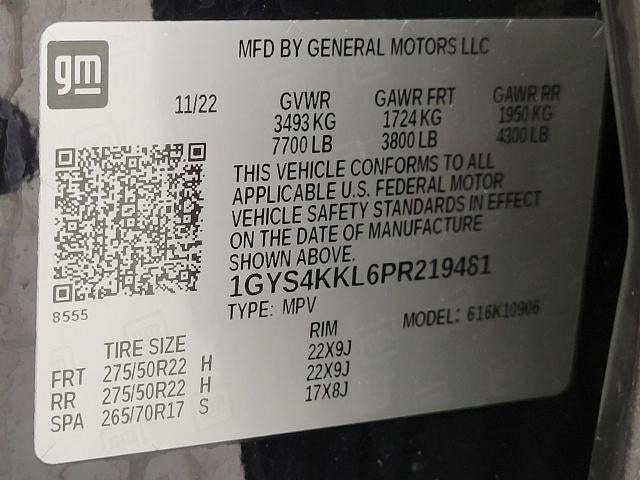 gm
MFD BY GENERAL MOTORS LLC
11/22 GVWR GAWR FRT GAWR RR
3493 KG 1724 KG 1950 KG
7700 LB 3800 LB 4300 LB
THIS VEHICLE CONFORMS TO ALL
APPLICABLE U.S. FEDERAL MOTOR
VEHICLE SAFETY STANDARDS IN EFFECT
ON THE DATE OF MANUFACTURE
SHOWN ABOVE.
1GYS4KKL6PR219481
8555
TYPE: MPV MODEL: 616K10906
TIRE SIZE RIM
FRT 275/50R22 H 22X9J
RR 275/50R22 H 22X9J
SPA 265/70R17 S 17X8J